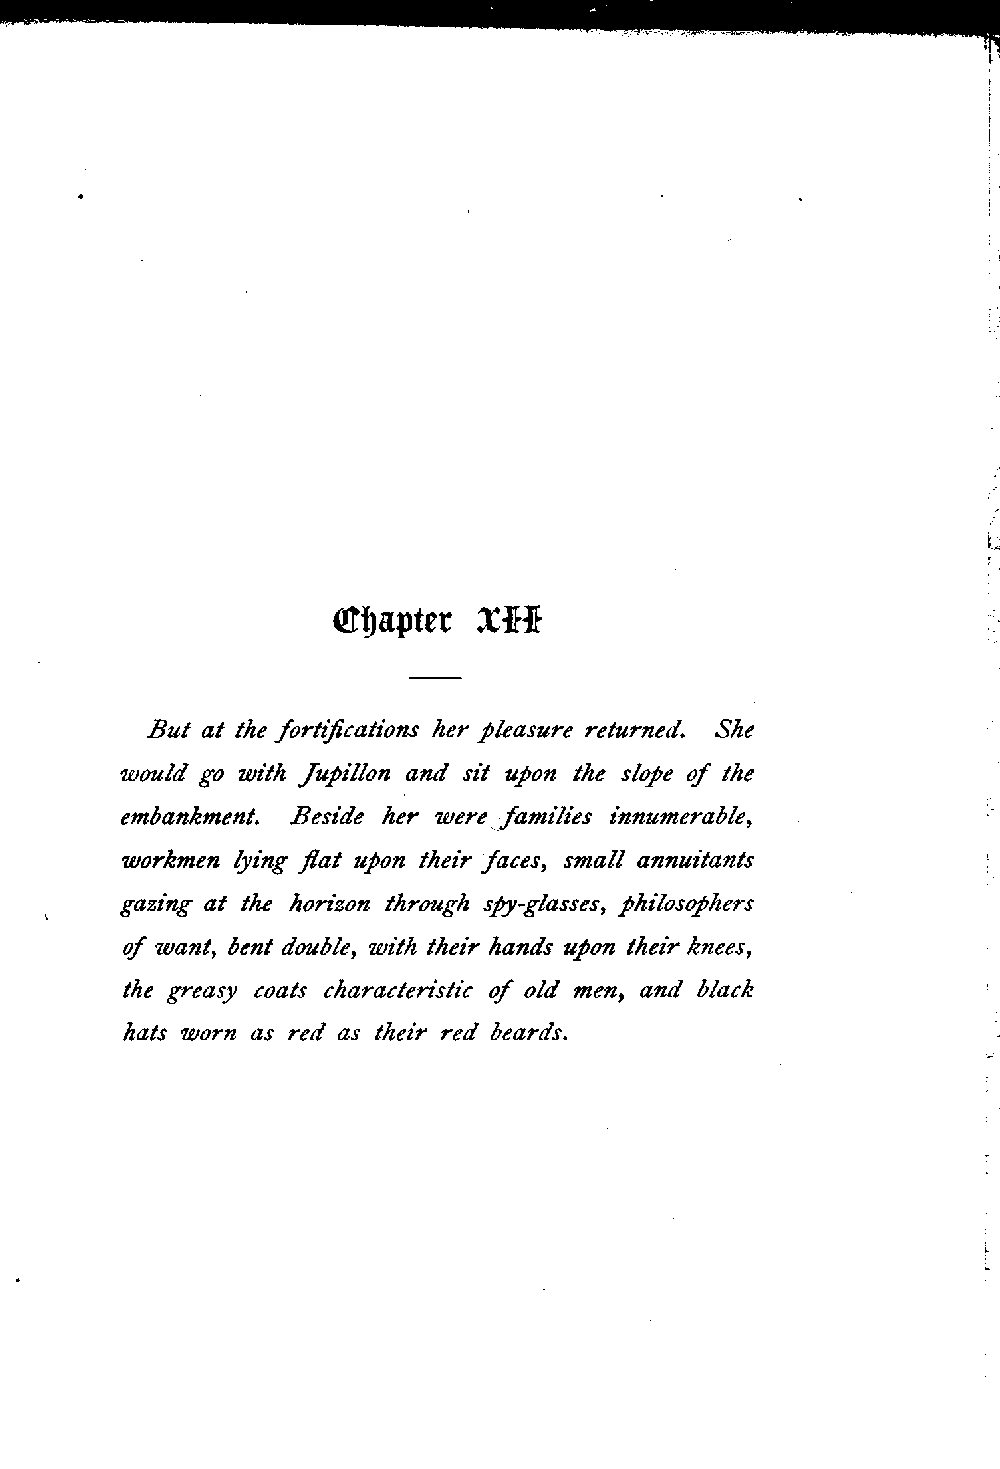 Chapter XII
But at the fortifications her pleasure returned. She
would go with Jupillon and sit upon the slope of the
embankment. Beside her were families innumerable,
workmen lying flat upon their faces, small annuitants
gazing at the horizon through spy-glasses, philosophers
of want, bent double, with their hands upon their knees,
the greasy coats characteristic of old men, and black
hats worn as red as their red beards.